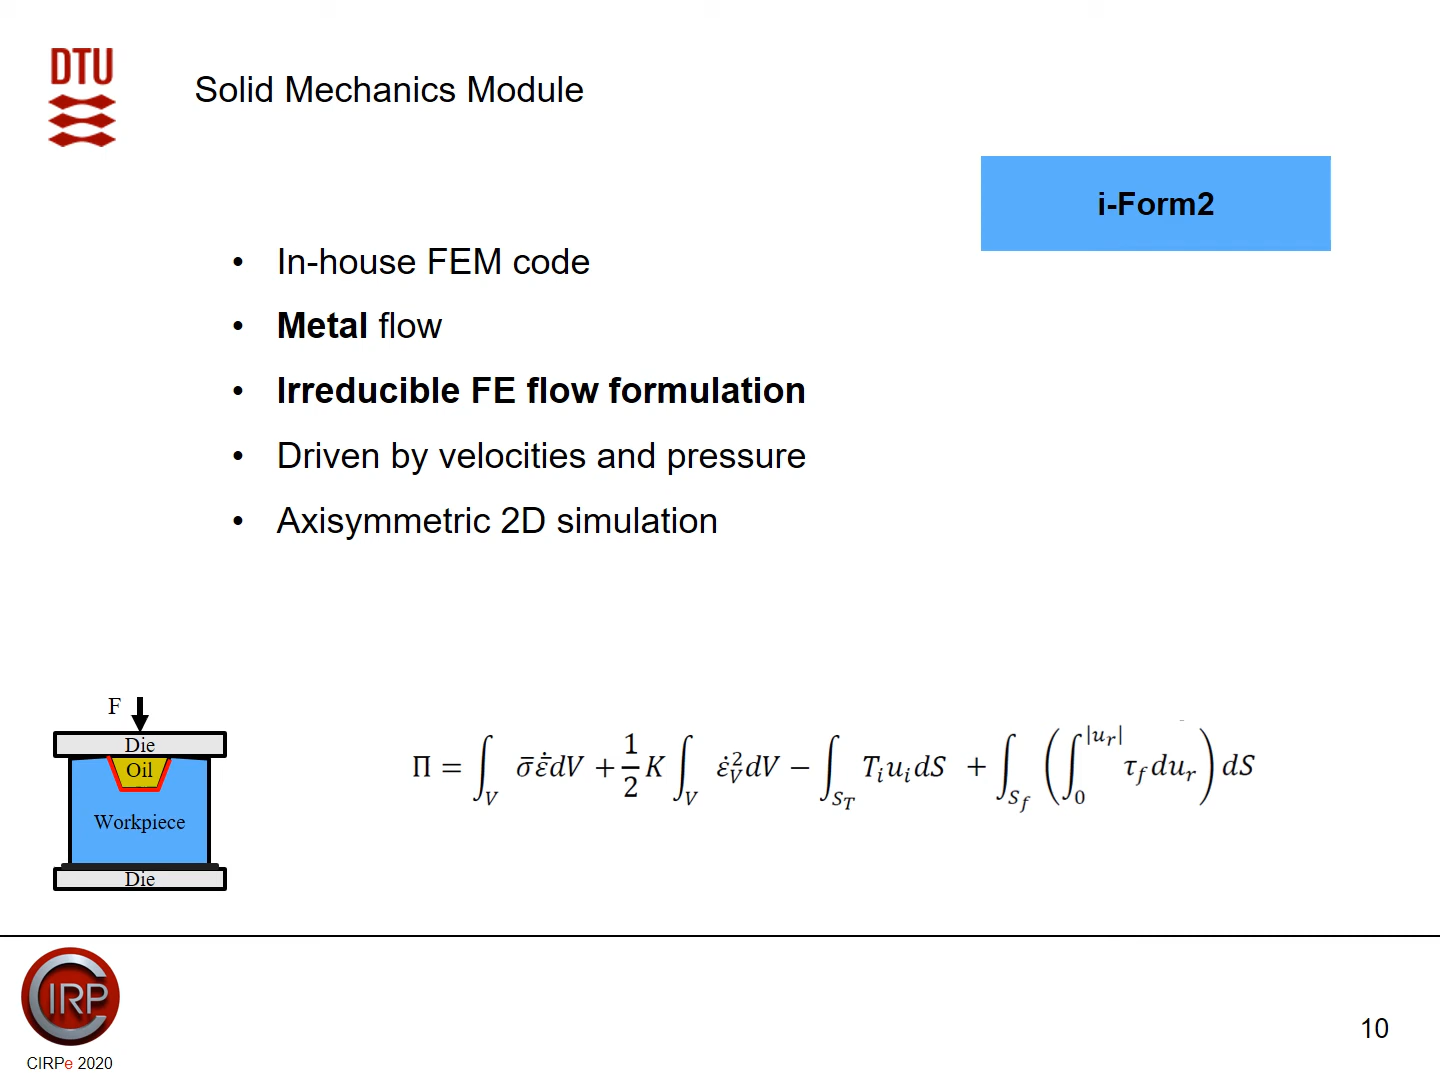 DTU
Solid Mechanics Module
i-Form2
• In-house FEM code
• Metal flow
• Irreducible FE flow formulation
• Driven by velocities and pressure
• Axisymmetric 2D simulation
F
Die
Oil
Workpiece
Die
Π = ∫_V σ̄ ε̄̇ dV + 1/2 K ∫_V ε̇_V² dV − ∫_{S_T} T_i u_i dS + ∫_{S_f} (∫_0^{|u_r|} τ_f du_r) dS
CIRP
CIRPe 2020
10